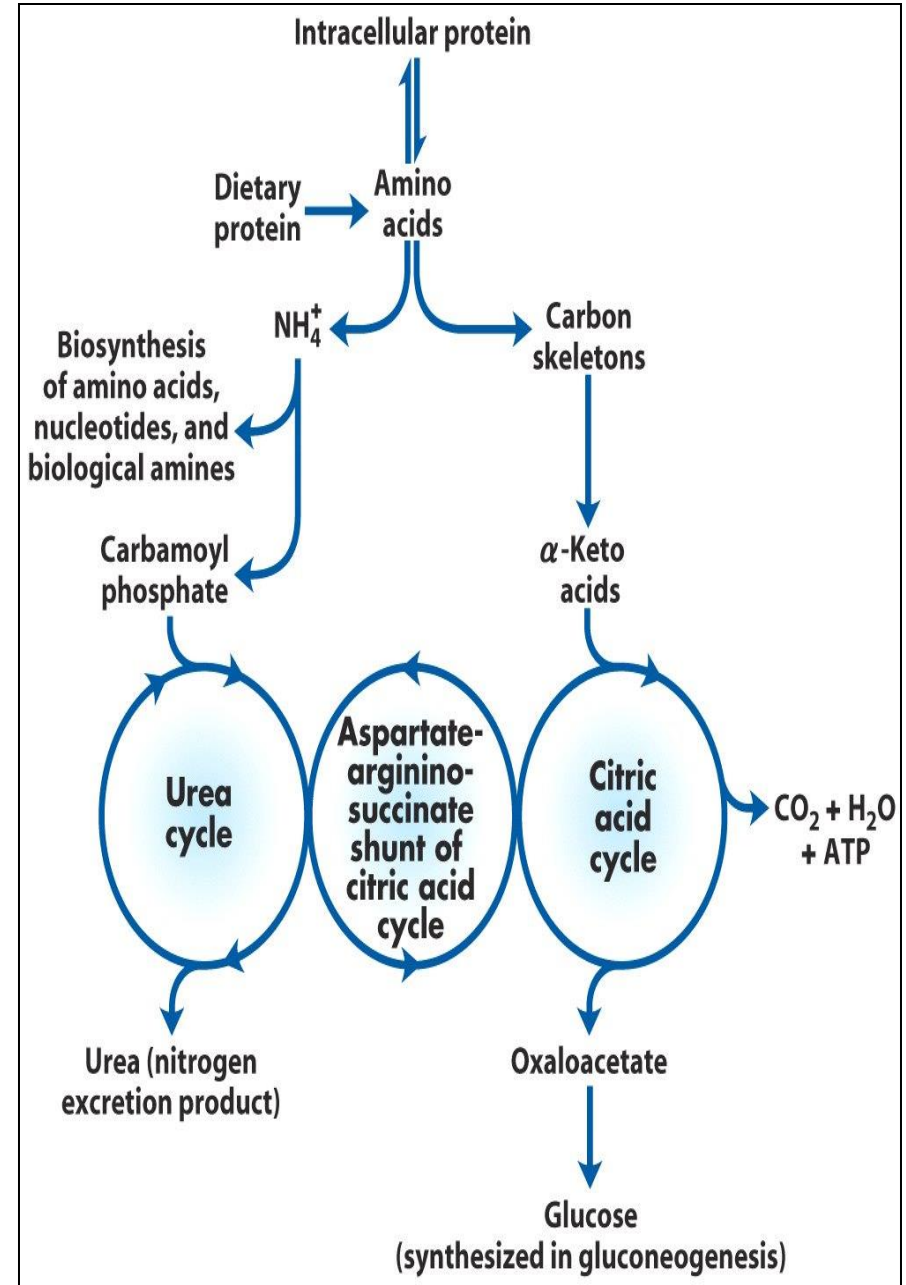 Intracellular protein
Dietary
protein
Amino
acids
NH₄⁺
Carbon
skeletons
Biosynthesis
of amino acids,
nucleotides, and
biological amines
Carbamoyl
phosphate
α-Keto
acids
Urea
cycle
Aspartate-
arginino-
succinate
shunt of
citric acid
cycle
Citric
acid
cycle
CO₂ + H₂O
+ ATP
Urea (nitrogen
excretion product)
Oxaloacetate
Glucose
(synthesized in gluconeogenesis)